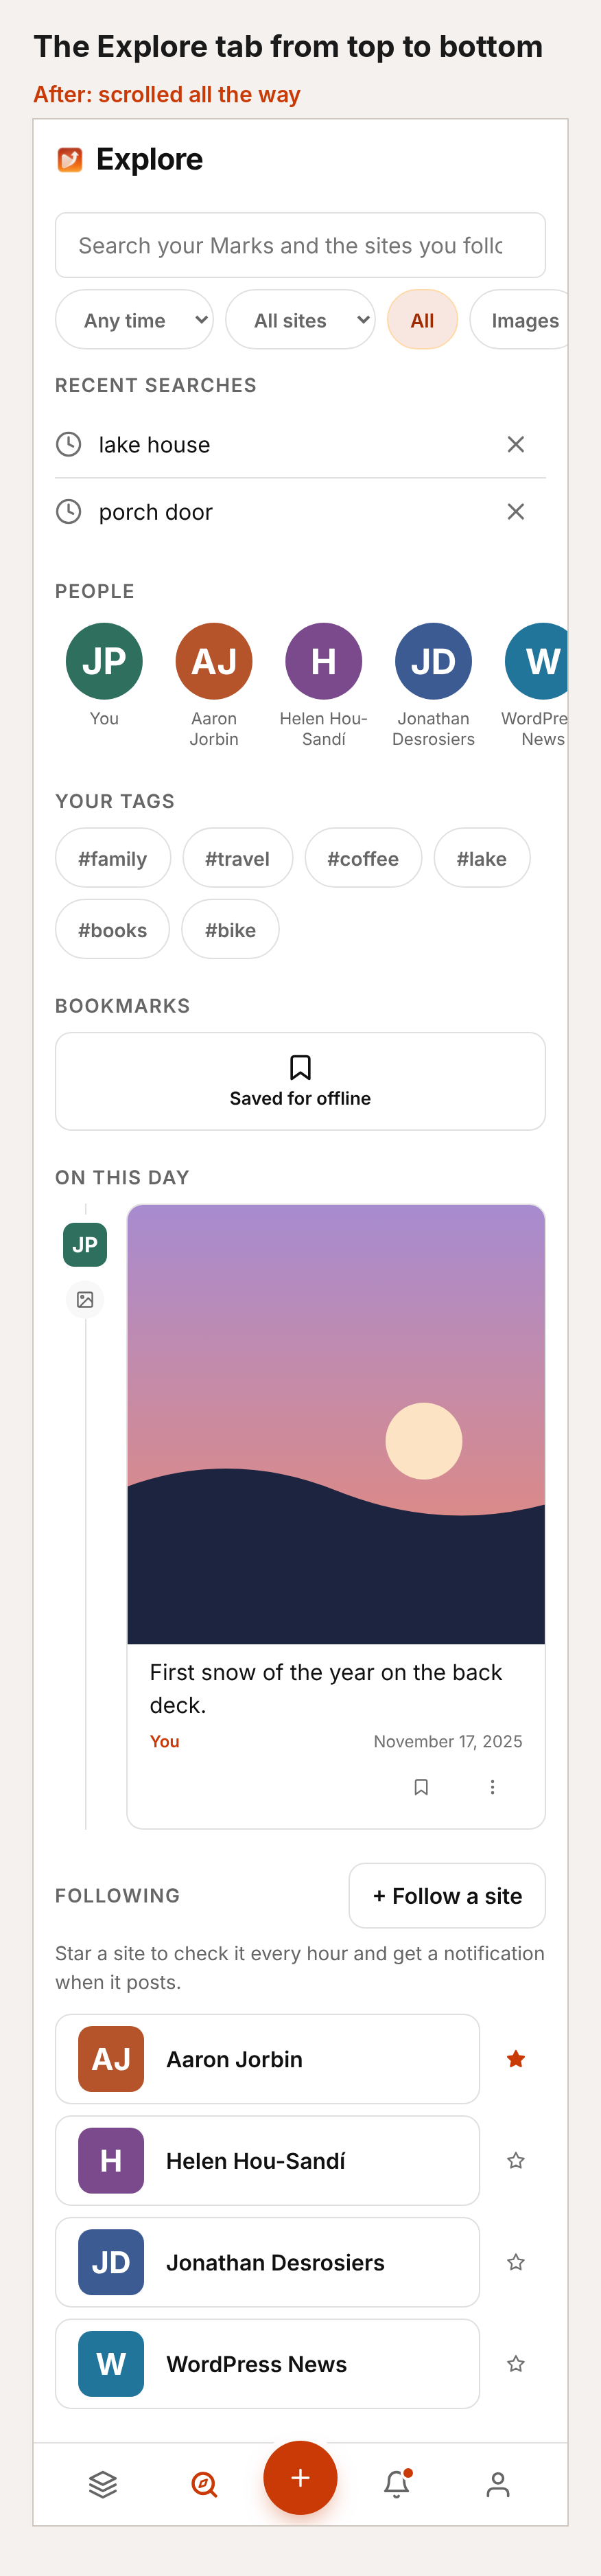 The Explore tab from top to bottom
After: scrolled all the way
Explore
Search your Marks and the sites you follc
Any time All sites All Images
RECENT SEARCHES
lake house
porch door
PEOPLE
JP AJ H JD W
You Aaron Jorbin Helen Hou-Sandí Jonathan Desrosiers WordPre News
YOUR TAGS
#family #travel #coffee #lake
#books #bike
BOOKMARKS
Saved for offline
ON THIS DAY
JP
First snow of the year on the back
deck.
You November 17, 2025
FOLLOWING + Follow a site
Star a site to check it every hour and get a notification
when it posts.
AJ Aaron Jorbin
H Helen Hou-Sandí
JD Jonathan Desrosiers
W WordPress News